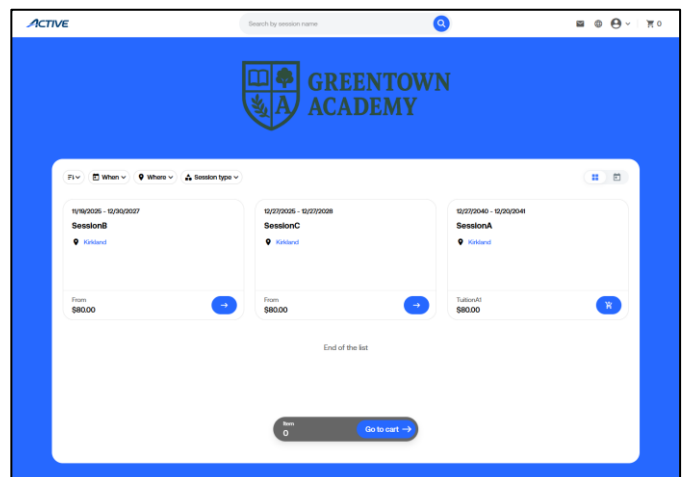 ACTIVE
Search by session name
0
GREENTOWN
ACADEMY
A
When
Where
Session type
11/19/2025 - 12/30/2027
SessionB
Kirkland
From
$80.00
12/27/2025 - 12/27/2028
SessionC
Kirkland
From
$80.00
12/27/2040 - 12/20/2041
SessionA
Kirkland
TuitionA1
$80.00
End of the list
Item
0
Go to cart